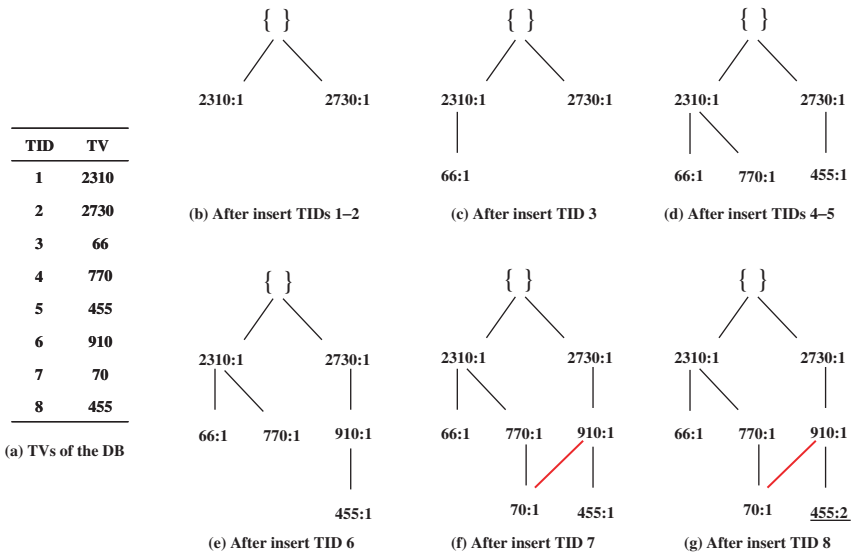 TID TV
1 2310
2 2730
3 66
4 770
5 455
6 910
7 70
8 455
(a) TVs of the DB
{ }
2310:1 2730:1
(b) After insert TIDs 1–2
{ }
2310:1 2730:1
66:1
(c) After insert TID 3
{ }
2310:1 2730:1
66:1 770:1 455:1
(d) After insert TIDs 4–5
{ }
2310:1 2730:1
66:1 770:1 910:1
455:1
(e) After insert TID 6
{ }
2310:1 2730:1
66:1 770:1 910:1
70:1 455:1
(f) After insert TID 7
{ }
2310:1 2730:1
66:1 770:1 910:1
70:1 455:2
(g) After insert TID 8